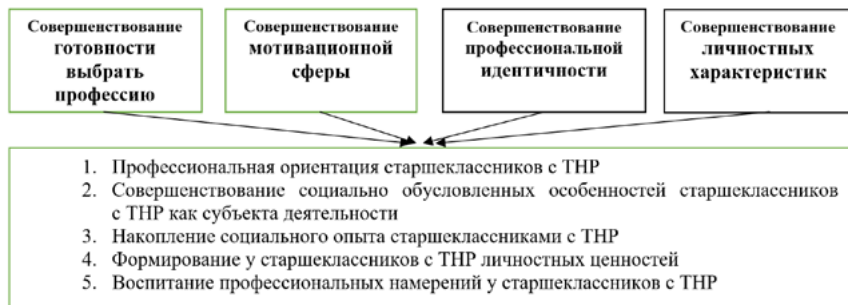 Совершенствование
готовности
выбрать
профессию
Совершенствование
мотивационной
сферы
Совершенствование
профессиональной
идентичности
Совершенствование
личностных
характеристик
1. Профессиональная ориентация старшеклассников с ТНР
2. Совершенствование социально обусловленных особенностей старшеклассников
с ТНР как субъекта деятельности
3. Накопление социального опыта старшеклассниками с ТНР
4. Формирование у старшеклассников с ТНР личностных ценностей
5. Воспитание профессиональных намерений у старшеклассников с ТНР